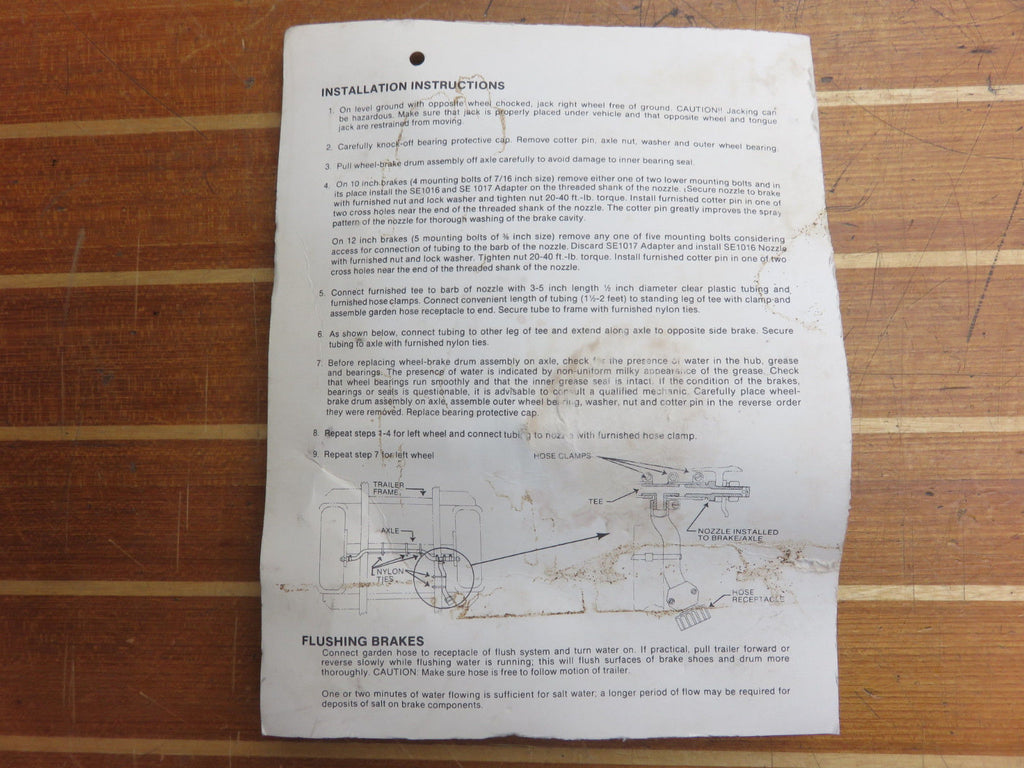 INSTALLATION INSTRUCTIONS
1. On level ground with opposite wheel chocked, jack right wheel free of ground. CAUTION!! Jacking can
be hazardous. Make sure that jack is properly placed under vehicle and that opposite wheel and tongue
jack are restrained from moving.
2. Carefully knock-off bearing protective cap. Remove cotter pin, axle nut, washer and outer wheel bearing.
3. Pull wheel-brake drum assembly off axle carefully to avoid damage to inner bearing seal.
4. On 10 inch brakes (4 mounting bolts of 7/16 inch size) remove either one of two lower mounting bolts and in
its place install the SE1016 and SE 1017 Adapter on the threaded shank of the nozzle. Secure nozzle to brake
with furnished nut and lock washer and tighten nut 20-40 ft.-lb. torque. Install furnished cotter pin in one of
two cross holes near the end of the threaded shank of the nozzle. The cotter pin greatly improves the spray
pattern of the nozzle for thorough washing of the brake cavity.
On 12 inch brakes (5 mounting bolts of ⅜ inch size) remove any one of five mounting bolts considering
access for connection of tubing to the barb of the nozzle. Discard SE1017 Adapter and install SE1016 Nozzle
with furnished nut and lock washer. Tighten nut 20-40 ft.-lb. torque. Install furnished cotter pin in one of two
cross holes near the end of the threaded shank of the nozzle.
5. Connect furnished tee to barb of nozzle with 3-5 inch length ½ inch diameter clear plastic tubing and
furnished hose clamps. Connect convenient length of tubing (1½-2 feet) to standing leg of tee with clamp and
assemble garden hose receptacle to end. Secure tube to frame with furnished nylon ties.
6. As shown below, connect tubing to other leg of tee and extend along axle to opposite side brake. Secure
tubing to axle with furnished nylon ties.
7. Before replacing wheel-brake drum assembly on axle, check for the presence of water in the hub, grease
and bearings. The presence of water is indicated by non-uniform milky appearance of the grease. Check
that wheel bearings run smoothly and that the inner grease seal is intact. If the condition of the brakes,
bearings or seals is questionable, it is advisable to consult a qualified mechanic. Carefully place wheel-
brake drum assembly on axle, assemble outer wheel bearing, washer, nut and cotter pin in the reverse order
they were removed. Replace bearing protective cap.
8. Repeat steps 1-4 for left wheel and connect tubing to nozzle with furnished hose clamp.
9. Repeat step 7 for left wheel
HOSE CLAMPS
TRAILER
FRAME
TEE
AXLE
NOZZLE INSTALLED
TO BRAKE/AXLE
NYLON
TIES
HOSE
RECEPTACLE
FLUSHING BRAKES
Connect garden hose to receptacle of flush system and turn water on. If practical, pull trailer forward or
reverse slowly while flushing water is running; this will flush surfaces of brake shoes and drum more
thoroughly. CAUTION: Make sure hose is free to follow motion of trailer.
One or two minutes of water flowing is sufficient for salt water; a longer period of flow may be required for
deposits of salt on brake components.